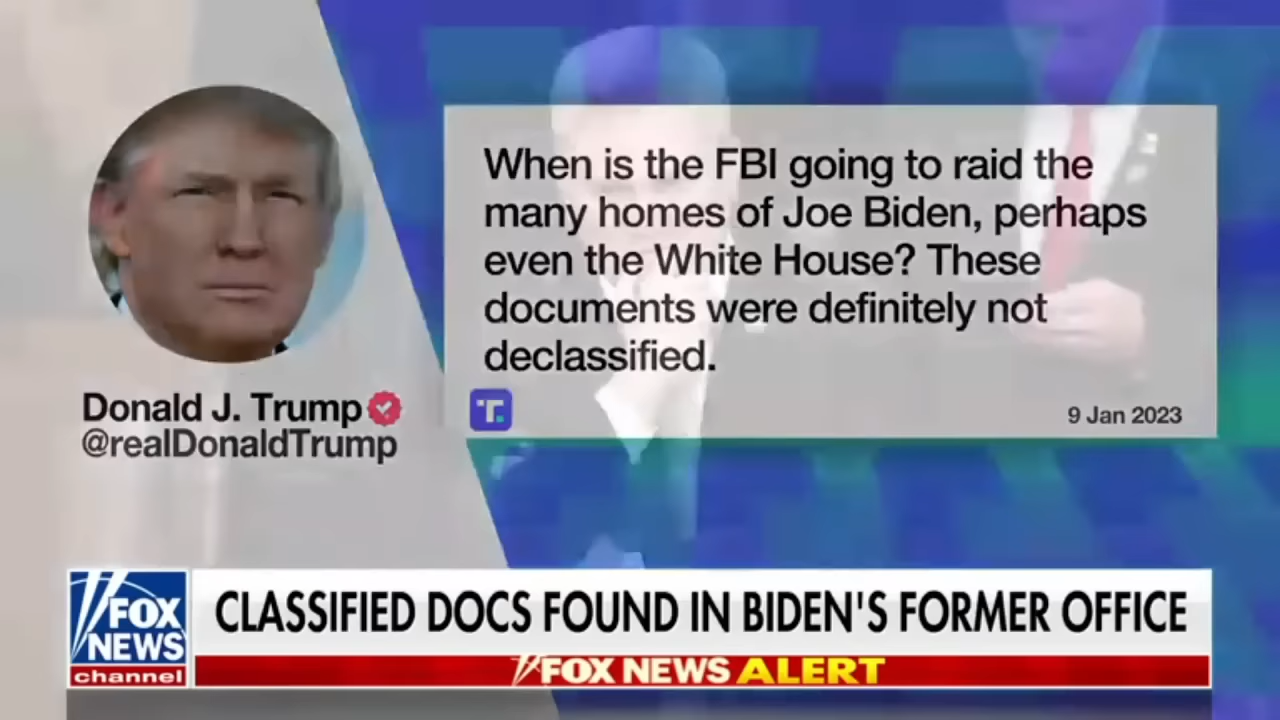 When is the FBI going to raid the
many homes of Joe Biden, perhaps
even the White House? These
documents were definitely not
declassified.
T.
9 Jan 2023
Donald J. Trump
@realDonaldTrump
FOX
NEWS
channel
CLASSIFIED DOCS FOUND IN BIDEN'S FORMER OFFICE
FOX NEWS ALERT